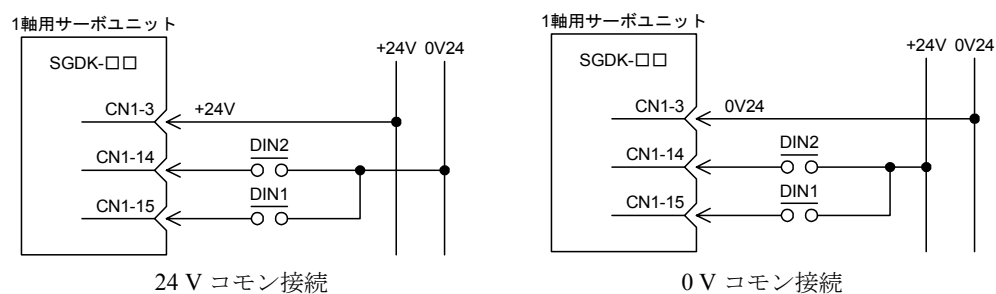 1軸用サーボユニット
SGDK-□□
+24V 0V24
CN1-3
+24V
CN1-14
DIN2
CN1-15
DIN1
24 V コモン接続
1軸用サーボユニット
SGDK-□□
+24V 0V24
CN1-3
0V24
CN1-14
DIN2
CN1-15
DIN1
0 V コモン接続